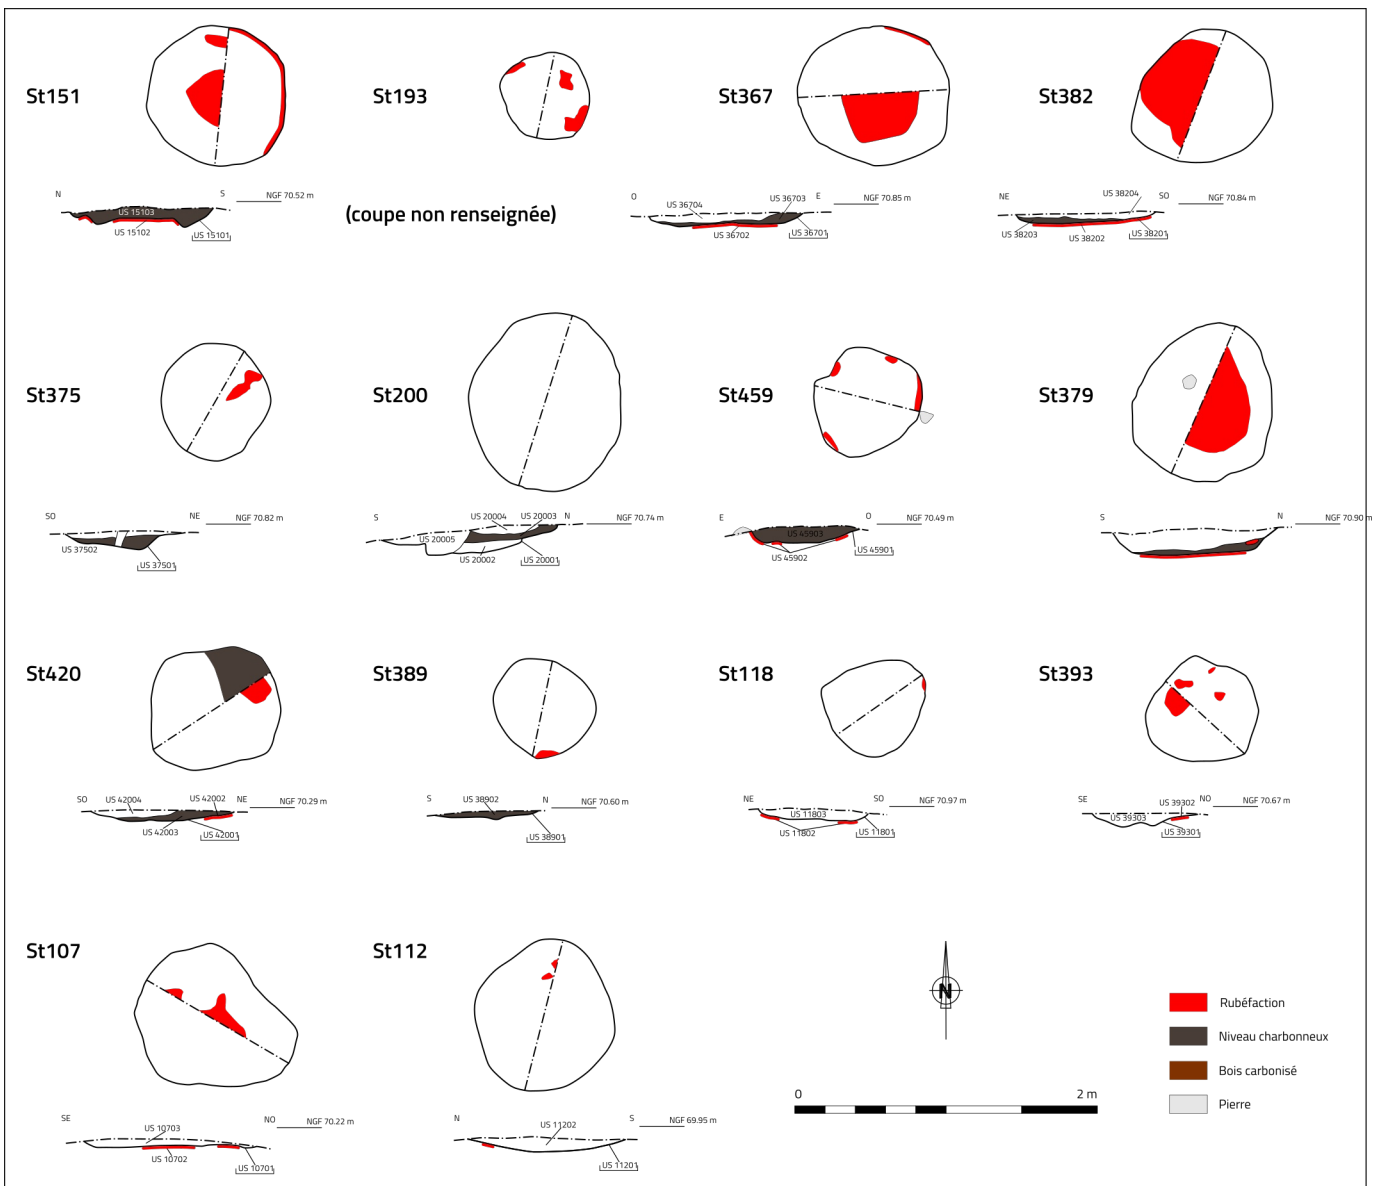 St151
St193
St367
St382
N
S
NGF 70.52 m
US 15103
US 15102
US 15101
(coupe non renseignée)
O
E
NGF 70.85 m
US 36704
US 36703
US 36702
US 36701
NE
SO
NGF 70.84 m
US 38204
US 38203
US 38202
US 38201
St375
St200
St459
St379
SO
NE
NGF 70.82 m
US 37502
US 37501
S
N
NGF 70.74 m
US 20004
US 20003
US 20005
US 20002
US 20001
E
O
NGF 70.49 m
US 45903
US 45902
US 45901
S
N
NGF 70.90 m
St420
St389
St118
St393
SO
NE
NGF 70.29 m
US 42004
US 42002
US 42003
US 42001
S
N
NGF 70.60 m
US 38902
US 38901
NE
SO
NGF 70.97 m
US 11803
US 11802
US 11801
SE
NO
NGF 70.67 m
US 39302
US 39303
US 39301
St107
St112
SE
NO
NGF 70.22 m
US 10703
US 10702
US 10701
N
S
NGF 69.95 m
US 11202
US 11201
N
0
2 m
Rubéfaction
Niveau charbonneux
Bois carbonisé
Pierre